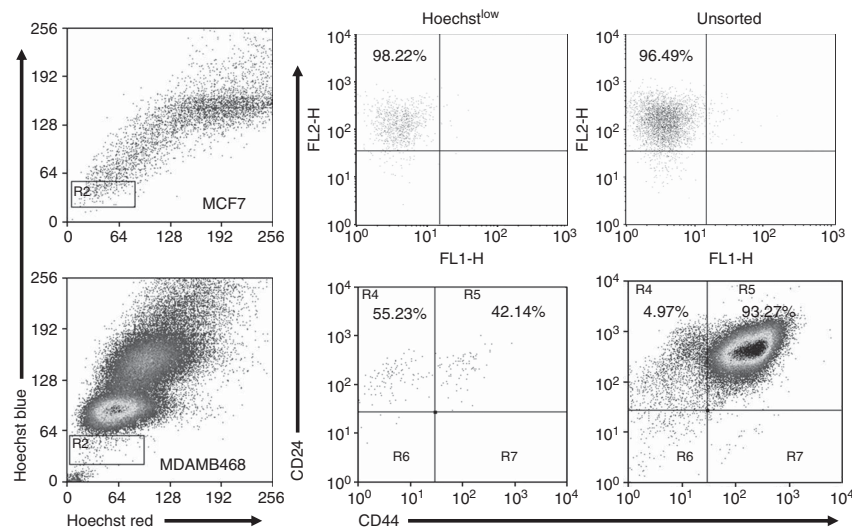 Hoechst^low
Unsorted
256
192
128
64
0
R2
MCF7
0 64 128 192 256
10^4
10^3
10^2
10^1
10^0
FL2-H
98.22%
10^0 10^1 10^2 10^3
FL1-H
10^4
10^3
10^2
10^1
10^0
FL2-H
96.49%
10^0 10^1 10^2 10^3
FL1-H
256
192
128
64
0
R2
MDAMB468
0 64 128 192 256
Hoechst blue
Hoechst red
10^4
10^3
10^2
10^1
10^0
R4 R5
55.23% 42.14%
R6 R7
10^0 10^1 10^2 10^3 10^4
10^4
10^3
10^2
10^1
10^0
R4 R5
4.97% 93.27%
R6 R7
10^0 10^1 10^2 10^3 10^4
CD24
CD44